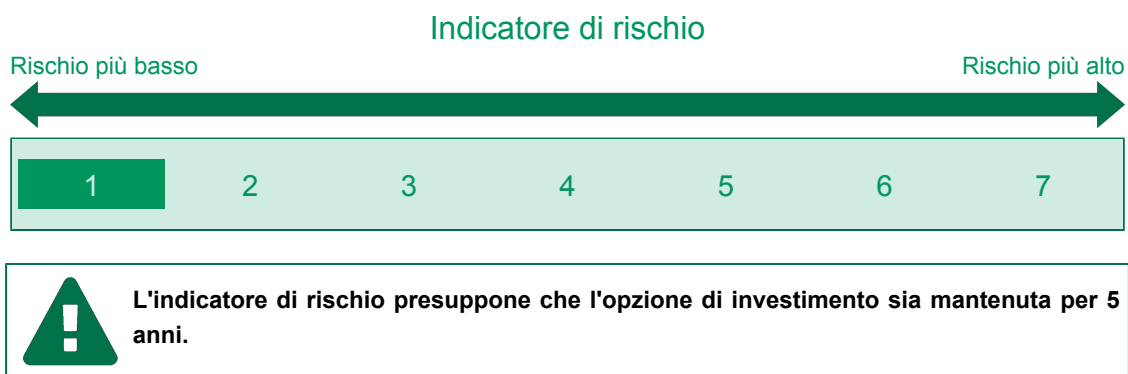 Indicatore di rischio
Rischio più basso Rischio più alto
1 2 3 4 5 6 7
L'indicatore di rischio presuppone che l'opzione di investimento sia mantenuta per 5
anni.